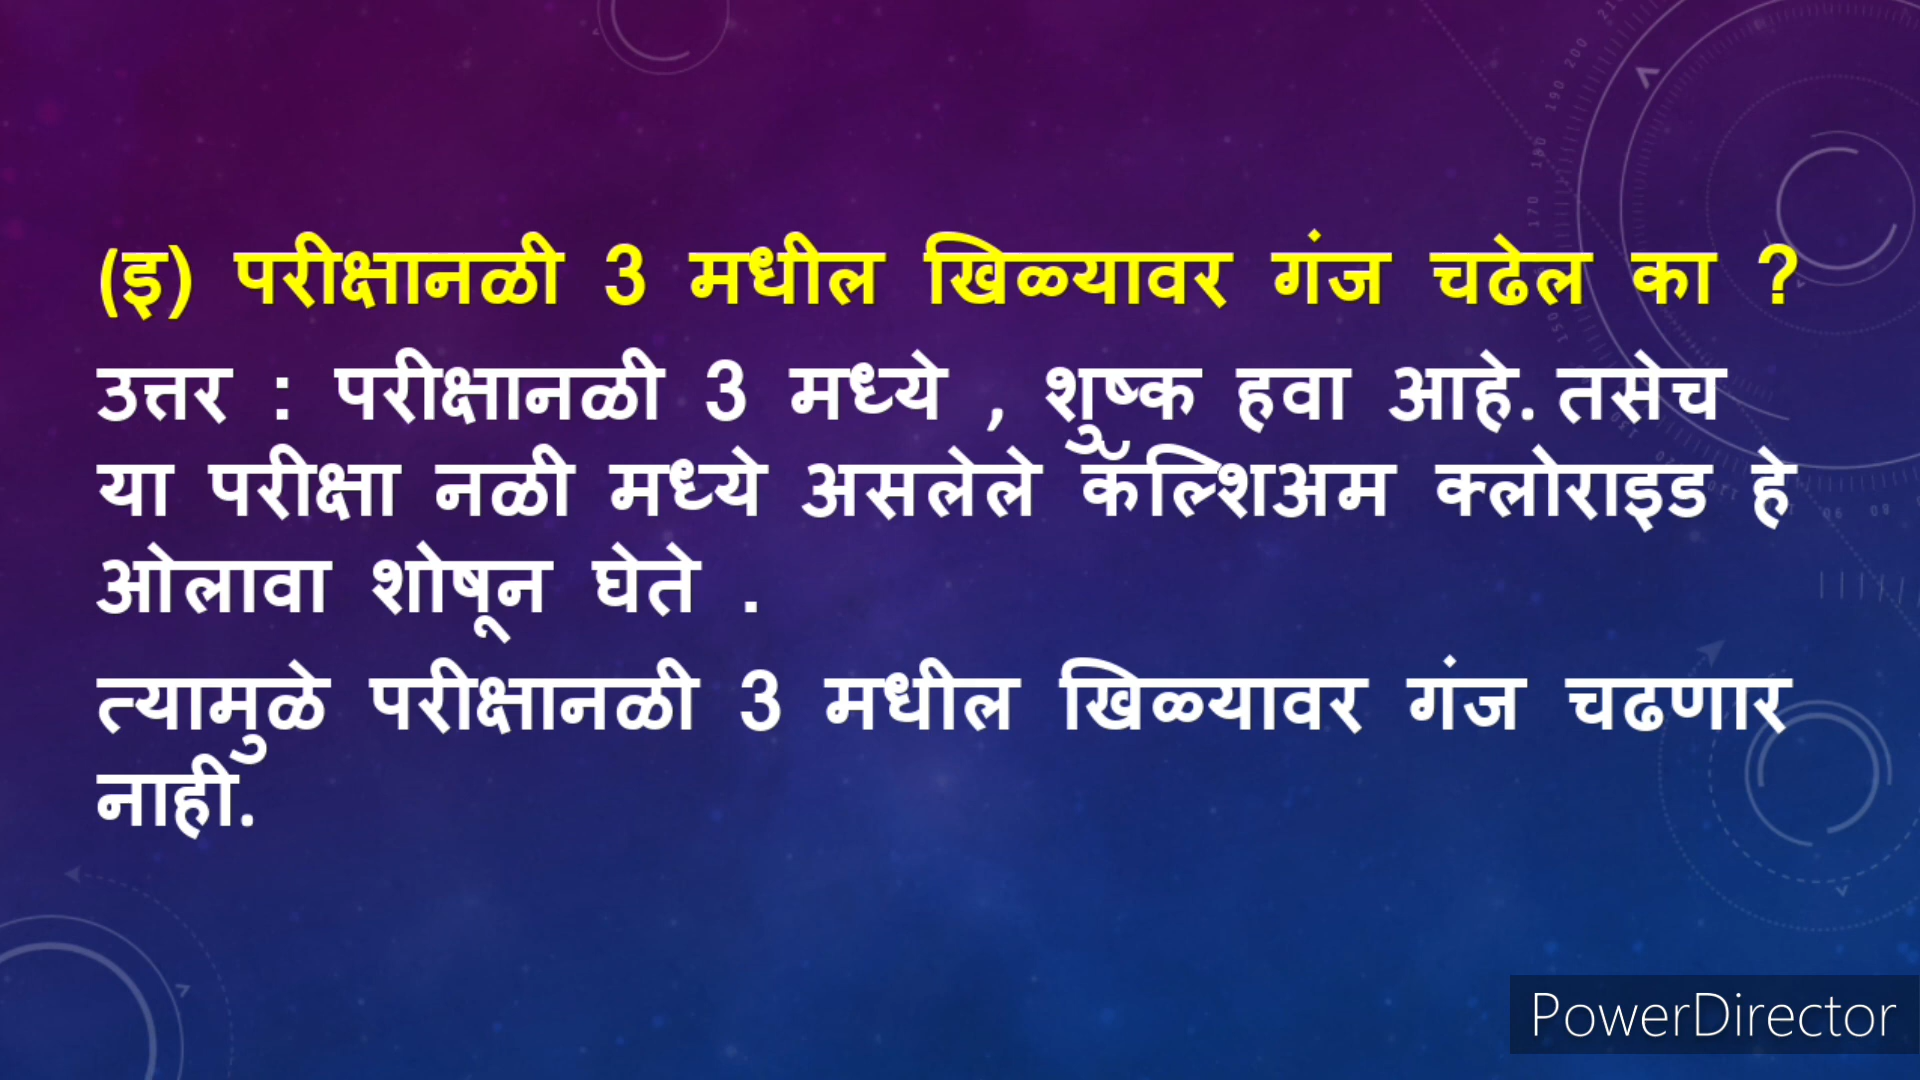 (इ) परीक्षानळी 3 मधील खिळ्यावर गंज चढेल का ?
उत्तर : परीक्षानळी 3 मध्ये , शुष्क हवा आहे. तसेच
या परीक्षा नळी मध्ये असलेले कॅल्शिअम क्लोराइड हे
ओलावा शोषून घेते .
त्यामुळे परीक्षानळी 3 मधील खिळ्यावर गंज चढणार
नाही.
PowerDirector